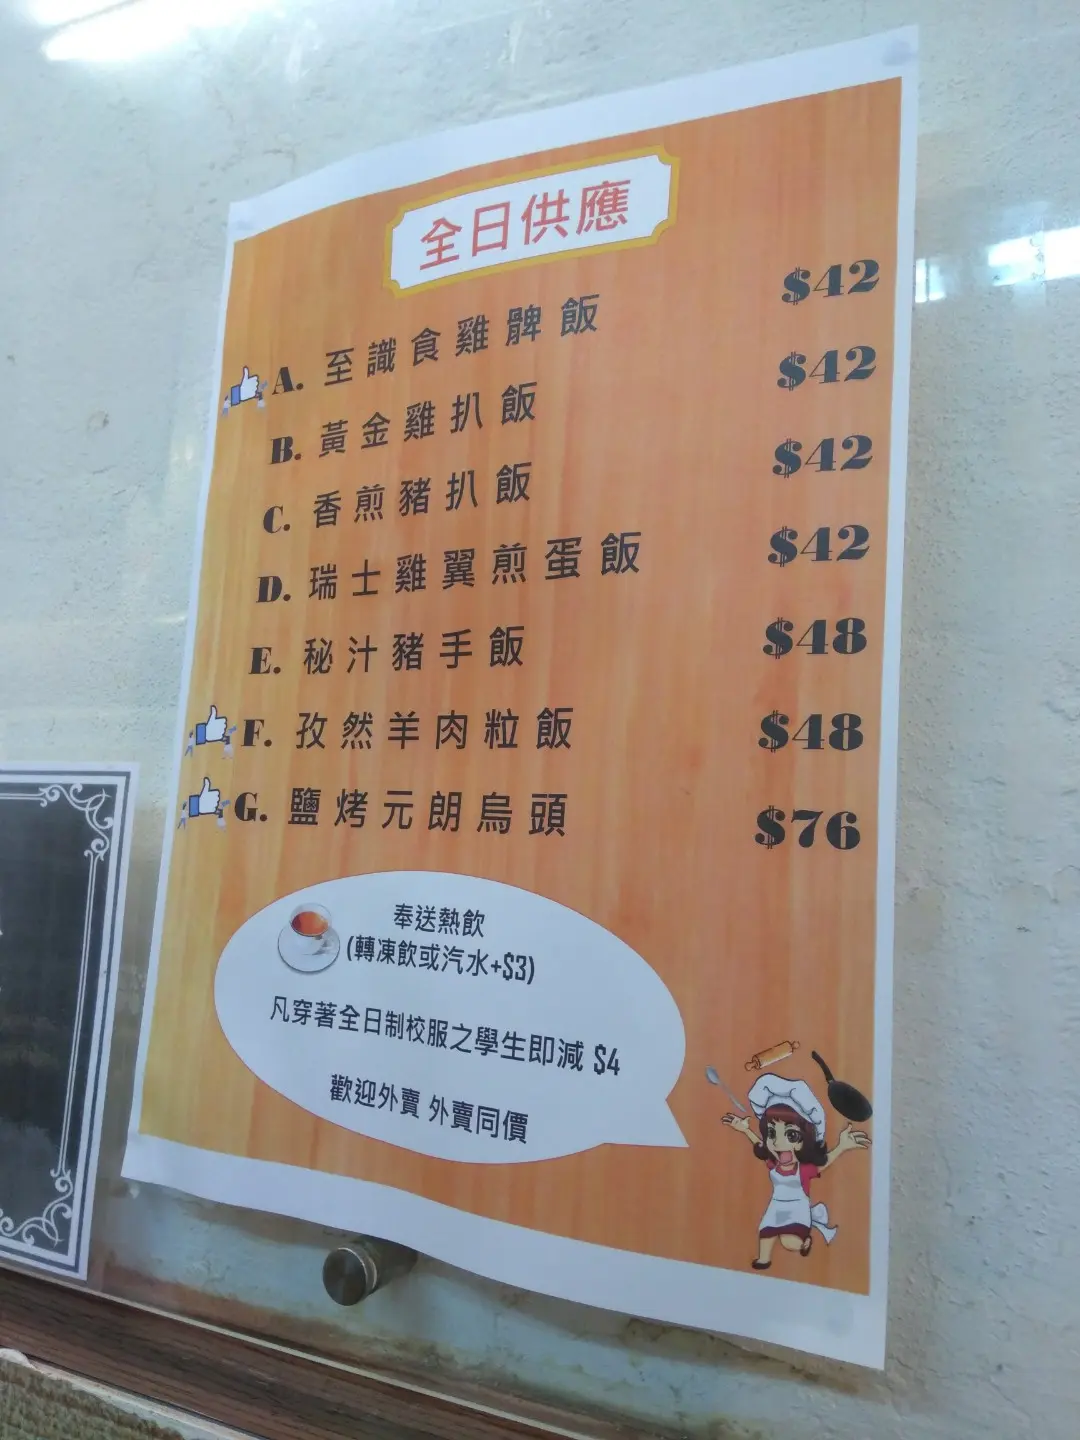 全日供應
A. 至識食雞髀飯 $42
B. 黃金雞扒飯 $42
C. 香煎豬扒飯 $42
D. 瑞士雞翼煎蛋飯 $42
E. 秘汁豬手飯 $48
F. 孜然羊肉粒飯 $48
G. 鹽烤元朗烏頭 $76
奉送熱飲
(轉凍飲或汽水+$3)
凡穿著全日制校服之學生即減 $4
歡迎外賣 外賣同價